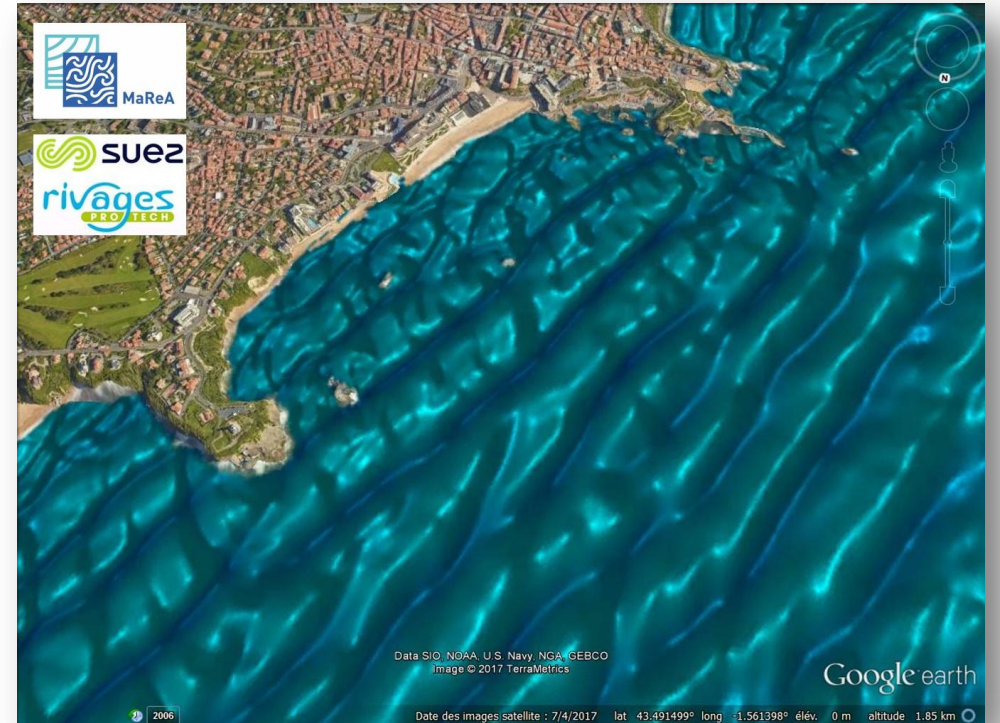 MaReA
suez
rivages
PRO TECH
N
Data SIO, NOAA, U.S. Navy, NGA, GEBCO
Image © 2017 TerraMetrics
Google earth
2006
Date des images satellite : 7/4/2017 lat 43.491499° long -1.561398° élév. 0 m altitude 1.85 km